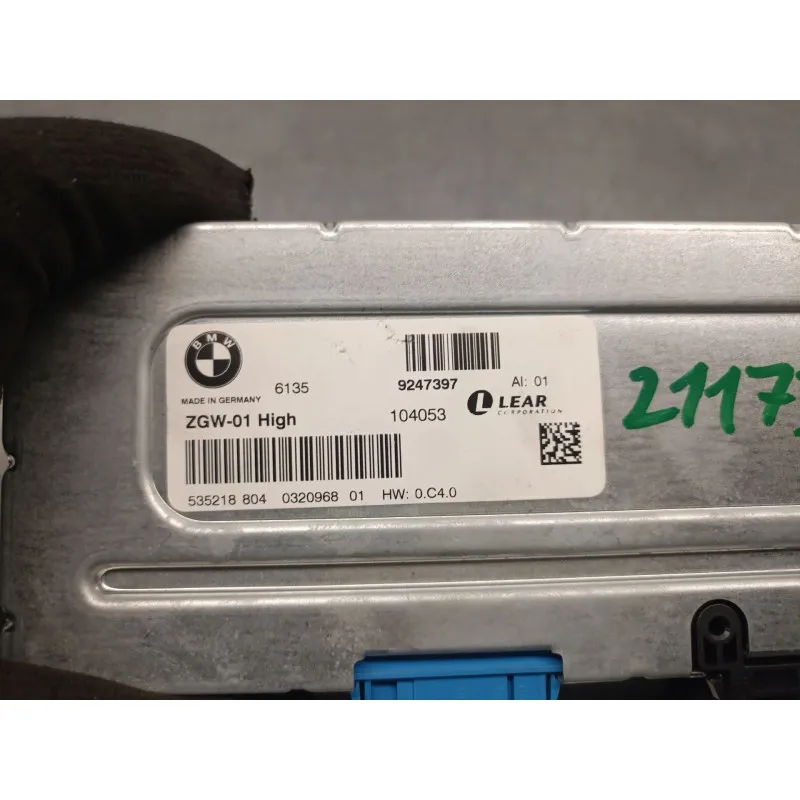 BMW
6135 9247397 AI: 01
MADE IN GERMANY
ZGW-01 High 104053 LEAR
CORPORATION
535218 804 0320968 01 HW: 0.C4.0
2117